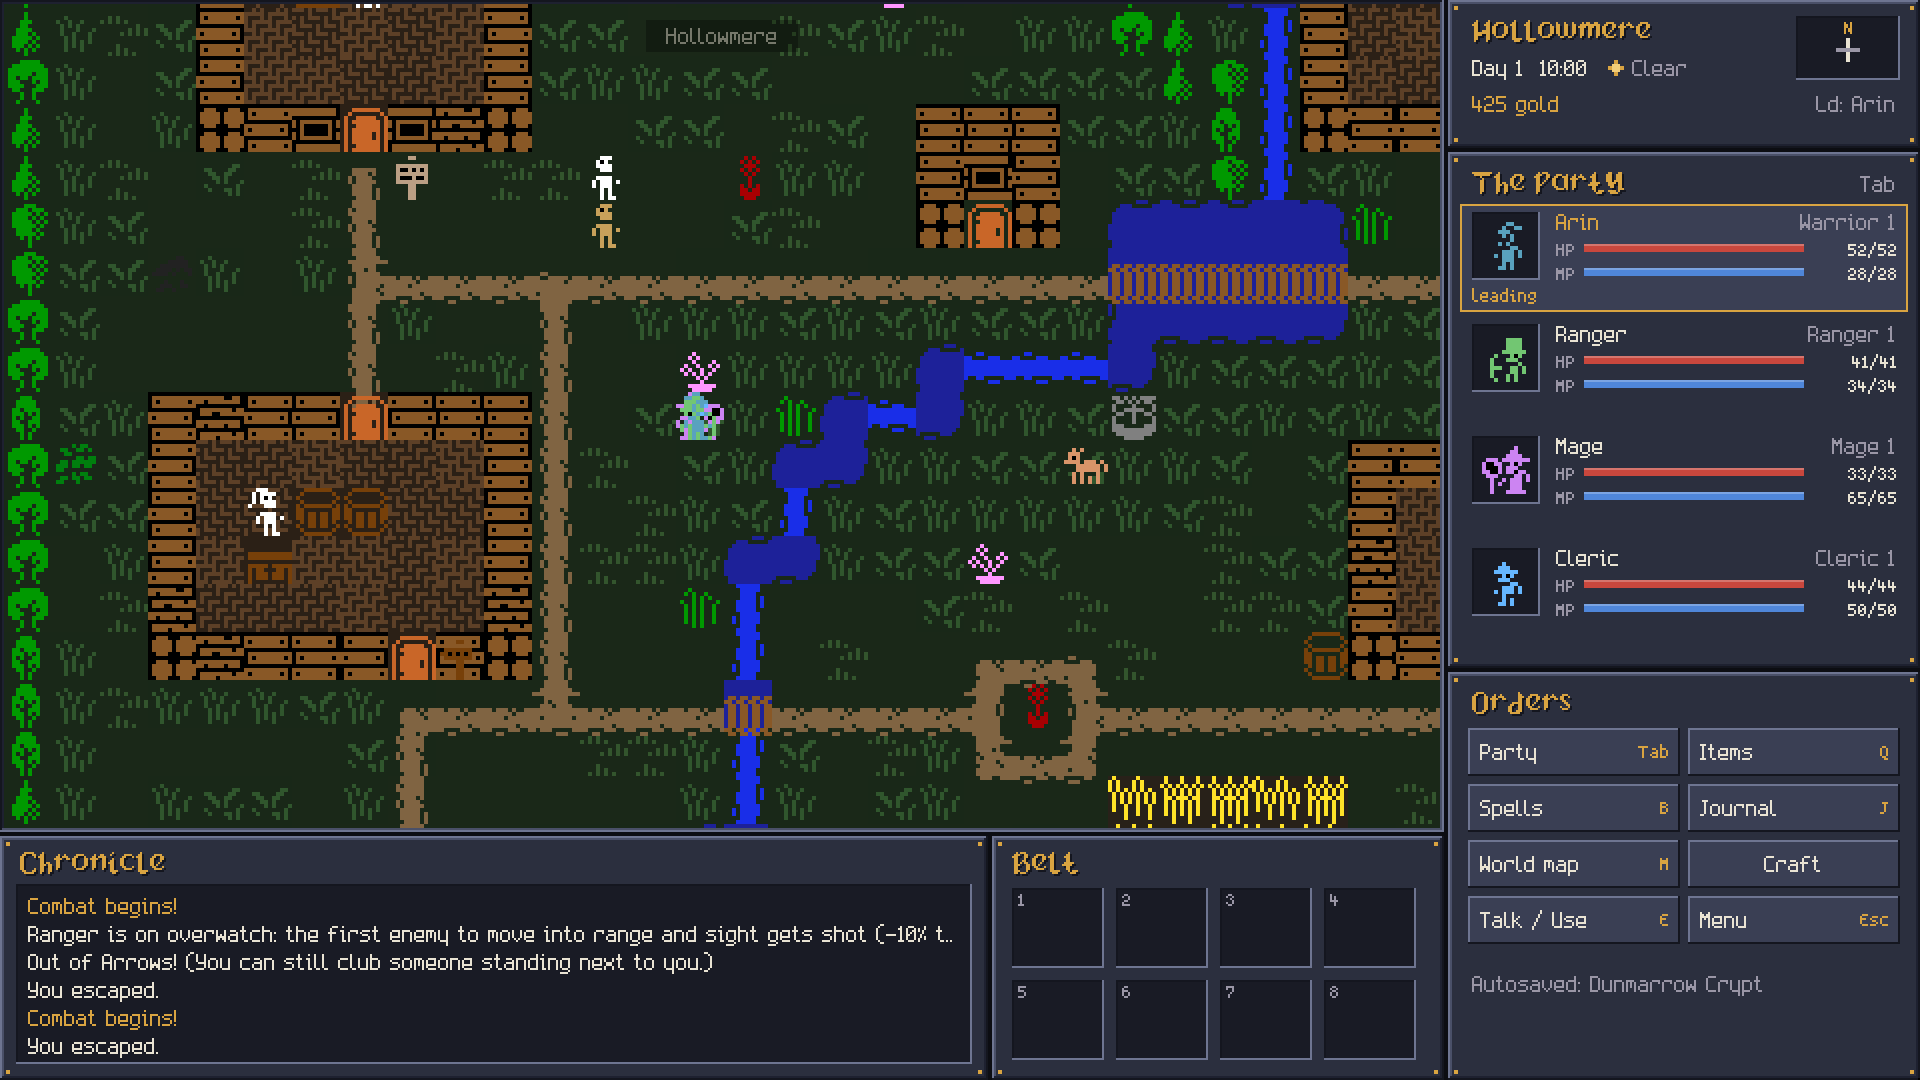 Hollowmere
Hollowmere
N
Day 1 10:00 Clear
425 gold
Ld: Arin
The Party
Tab
Arin Warrior 1
HP 52/52
MP 28/28
leading
Ranger Ranger 1
HP 41/41
MP 34/34
Mage Mage 1
HP 33/33
MP 65/65
Cleric Cleric 1
HP 44/44
MP 50/50
Orders
Party Tab
Items Q
Spells B
Journal J
World map M
Craft
Talk / Use E
Menu Esc
Autosaved: Dunmarrow Crypt
Chronicle
Combat begins!
Ranger is on overwatch: the first enemy to move into range and sight gets shot (-10% t..
Out of Arrows! (You can still club someone standing next to you.)
You escaped.
Combat begins!
You escaped.
Belt
1 2 3 4
5 6 7 8